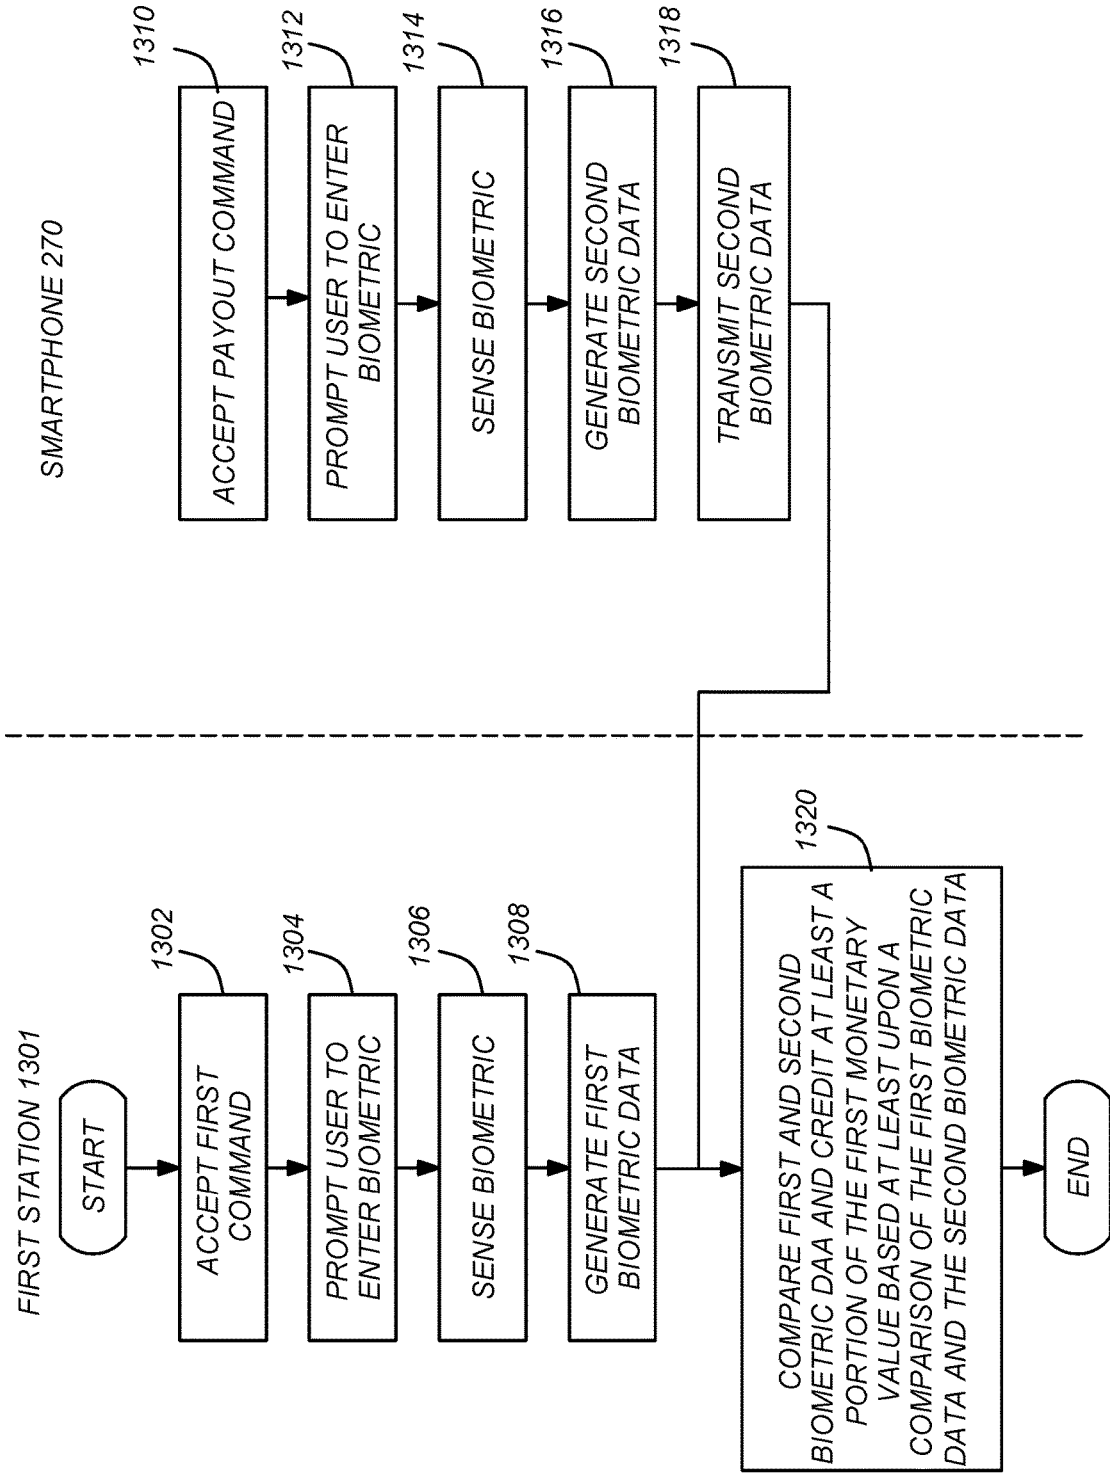 FIRST STATION 1301
START
1302
ACCEPT FIRST
COMMAND
1304
PROMPT USER TO
ENTER BIOMETRIC
1306
SENSE BIOMETRIC
1308
GENERATE FIRST
BIOMETRIC DATA
SMARTPHONE 270
1310
ACCEPT PAYOUT COMMAND
1312
PROMPT USER TO ENTER
BIOMETRIC
1314
SENSE BIOMETRIC
1316
GENERATE SECOND
BIOMETRIC DATA
1318
TRANSMIT SECOND
BIOMETRIC DATA
1320
COMPARE FIRST AND SECOND
BIOMETRIC DAA AND CREDIT AT LEAST A
PORTION OF THE FIRST MONETARY
VALUE BASED AT LEAST UPON A
COMPARISON OF THE FIRST BIOMETRIC
DATA AND THE SECOND BIOMETRIC DATA
END